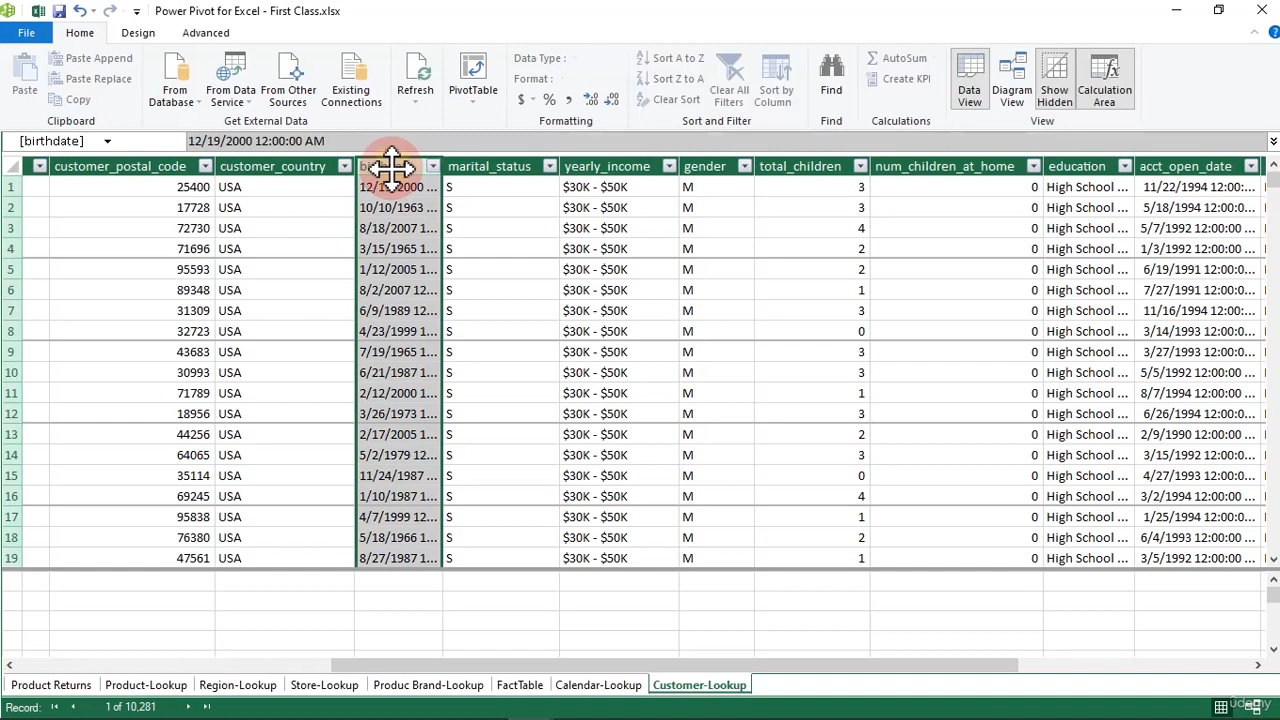 Power Pivot for Excel - First Class.xlsx
File Home Design Advanced
Paste
Paste Append
Paste Replace
Copy
Clipboard
From Database
From Data Service
From Other Sources
Existing Connections
Get External Data
Refresh
PivotTable
Data Type :
Format :
$ % ,
Formatting
Sort A to Z
Sort Z to A
Clear Sort
Clear All Filters
Sort by Column
Sort and Filter
Find
Find
AutoSum
Create KPI
Calculations
Data View
Diagram View
Show Hidden
Calculation Area
View
[birthdate] 12/19/2000 12:00:00 AM
customer_postal_code customer_country marital_status yearly_income gender total_children num_children_at_home education acct_open_date
1 25400 USA S $30K - $50K M 3 0 High School ... 11/22/1994 12:00:...
2 17728 USA 10/10/1963 ... S $30K - $50K M 3 0 High School ... 5/18/1994 12:00:0...
3 72730 USA 8/18/2007 1... S $30K - $50K M 4 0 High School ... 5/7/1992 12:00:00 ...
4 71696 USA 3/15/1965 1... S $30K - $50K M 2 0 High School ... 1/3/1992 12:00:00 ...
5 95593 USA 1/12/2005 1... S $30K - $50K M 2 0 High School ... 6/19/1991 12:00:0...
6 89348 USA 8/2/2007 12... S $30K - $50K M 1 0 High School ... 7/27/1991 12:00:0...
7 31309 USA 6/9/1989 12... S $30K - $50K M 3 0 High School ... 11/16/1994 12:00:...
8 32723 USA 4/23/1999 1... S $30K - $50K M 0 0 High School ... 3/14/1993 12:00:0...
9 43683 USA 7/19/1965 1... S $30K - $50K M 3 0 High School ... 3/27/1993 12:00:0...
10 30993 USA 6/21/1987 1... S $30K - $50K M 3 0 High School ... 5/5/1992 12:00:00 ...
11 71789 USA 2/12/2000 1... S $30K - $50K M 1 0 High School ... 8/7/1994 12:00:00 ...
12 18956 USA 3/26/1973 1... S $30K - $50K M 3 0 High School ... 6/26/1994 12:00:0...
13 44256 USA 2/17/2005 1... S $30K - $50K M 2 0 High School ... 2/9/1990 12:00:00 ...
14 64065 USA 5/2/1979 12... S $30K - $50K M 3 0 High School ... 3/15/1992 12:00:0...
15 35114 USA 11/24/1987 ... S $30K - $50K M 0 0 High School ... 4/27/1993 12:00:0...
16 69245 USA 1/10/1987 1... S $30K - $50K M 4 0 High School ... 3/2/1994 12:00:00 ...
17 95838 USA 4/7/1999 12... S $30K - $50K M 1 0 High School ... 1/25/1994 12:00:0...
18 76380 USA 5/18/1966 1... S $30K - $50K M 2 0 High School ... 6/4/1993 12:00:00 ...
19 47561 USA 8/27/1987 1... S $30K - $50K M 1 0 High School ... 3/5/1992 12:00:00 ...
Product Returns Product-Lookup Region-Lookup Store-Lookup Produc Brand-Lookup FactTable Calendar-Lookup Customer-Lookup
Record: 1 of 10,281
udemy